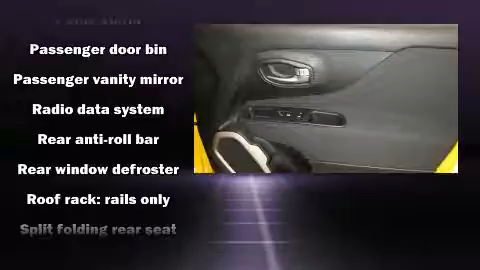 Passenger door bin
Passenger vanity mirror
Radio data system
Rear anti-roll bar
Rear window defroster
Roof rack: rails only
Split folding rear seat